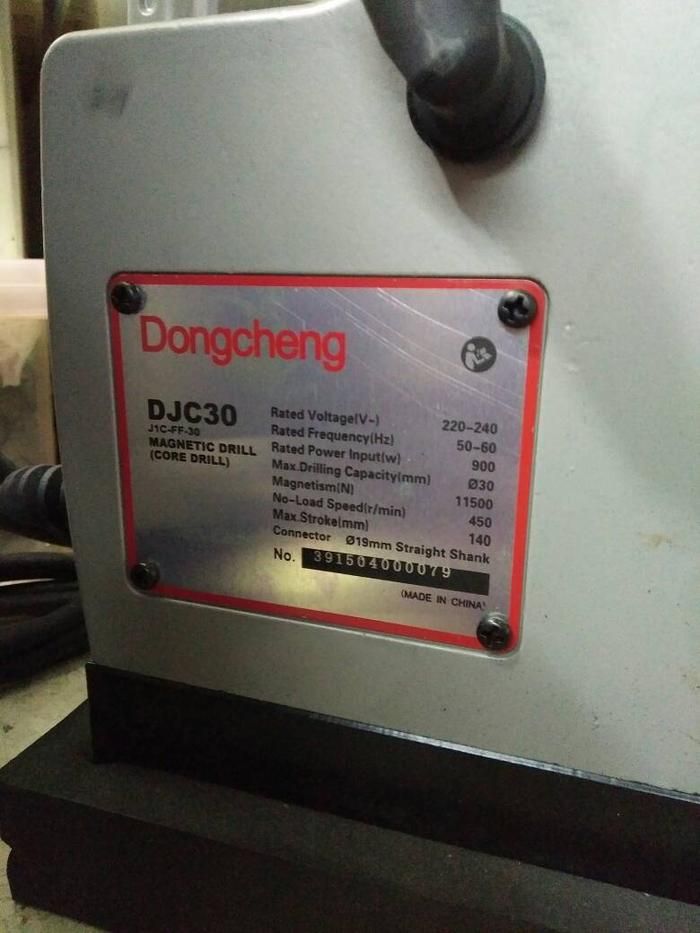 Dongcheng
DJC30
J1C-FF-30
MAGNETIC DRILL
(CORE DRILL)
Rated Voltage(V~) 220-240
Rated Frequency(Hz) 50-60
Rated Power Input(w) 900
Max.Drilling Capacity(mm) Ø30
Magnetism(N) 11500
No-Load Speed(r/min) 450
Max.Stroke(mm) 140
Connector Ø19mm Straight Shank
No. 391504000079
(MADE IN CHINA)